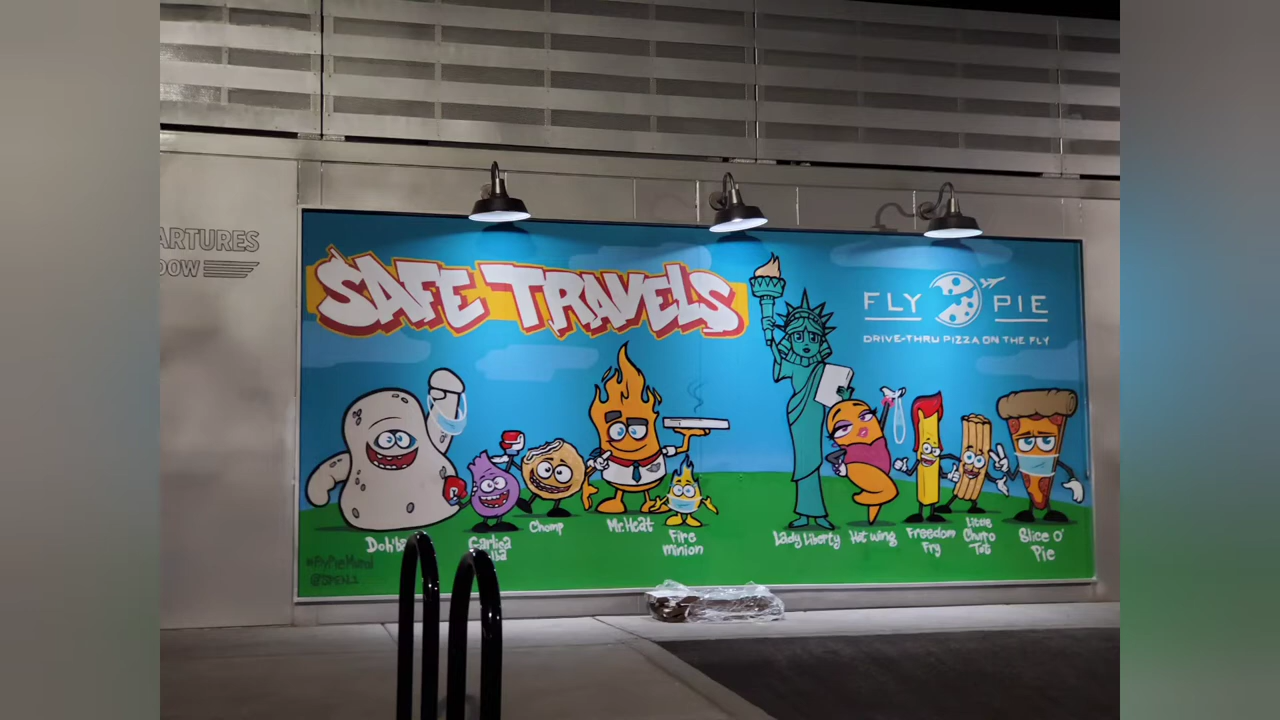 ARTURES
DOW
SAFE TRAVELS
FLY PIE
DRIVE-THRU PIZZA ON THE FLY
Chomp
Mr. Heat
Fire
Minion
Lady Liberty
Hot wing
Freedom
Fry
Little
Churo
Tot
Slice O'
Pie
#FlyPieMural